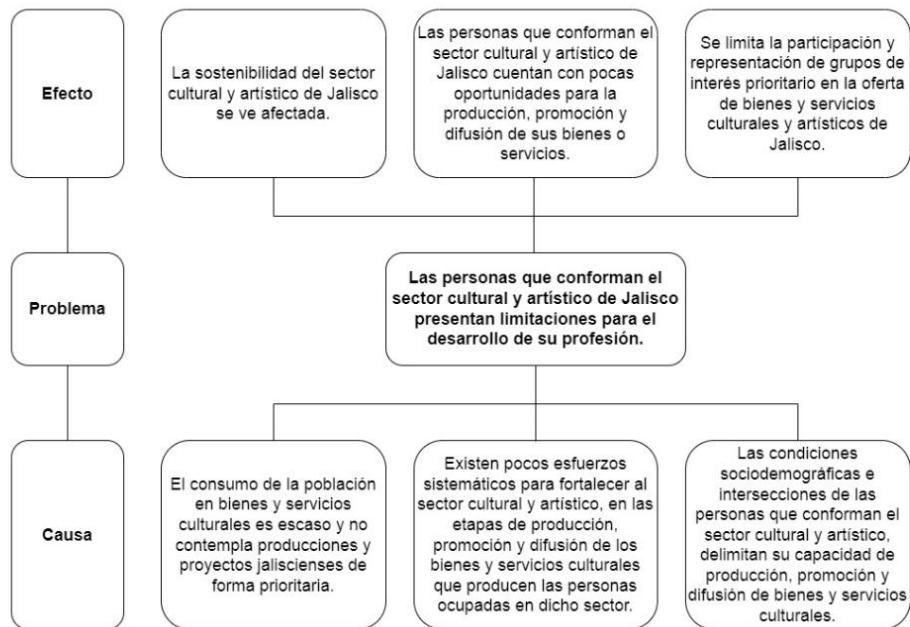 Efecto
La sostenibilidad del sector
cultural y artístico de Jalisco
se ve afectada.
Las personas que conforman el
sector cultural y artístico de
Jalisco cuentan con pocas
oportunidades para la
producción, promoción y
difusión de sus bienes o
servicios.
Se limita la participación y
representación de grupos de
interés prioritario en la oferta
de bienes y servicios
culturales y artísticos de
Jalisco.
Problema
Las personas que conforman el
sector cultural y artístico de Jalisco
presentan limitaciones para el
desarrollo de su profesión.
Causa
El consumo de la población
en bienes y servicios
culturales es escaso y no
contempla producciones y
proyectos jaliscienses de
forma prioritaria.
Existen pocos esfuerzos
sistemáticos para fortalecer al
sector cultural y artístico, en las
etapas de producción,
promoción y difusión de los
bienes y servicios culturales
que producen las personas
ocupadas en dicho sector.
Las condiciones
sociodemográficas e
intersecciones de las
personas que conforman el
sector cultural y artístico,
delimitan su capacidad de
producción, promoción y
difusión de bienes y servicios
culturales.